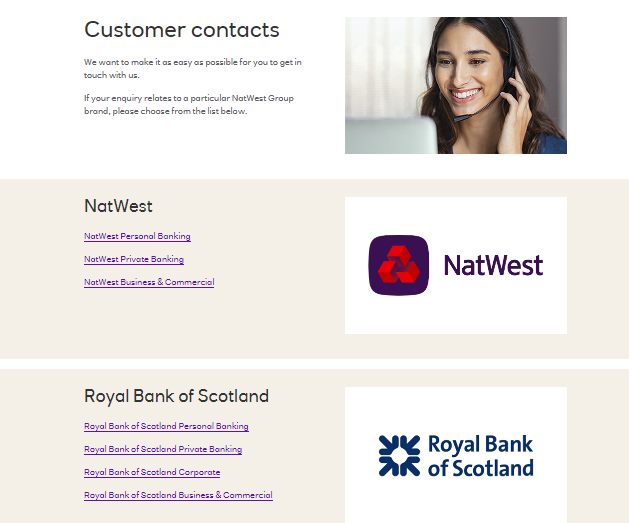 Customer contacts
We want to make it as easy as possible for you to get in
touch with us.
If your enquiry relates to a particular NatWest Group
brand, please choose from the list below.
NatWest
NatWest Personal Banking
NatWest Private Banking
NatWest Business & Commercial
NatWest
Royal Bank of Scotland
Royal Bank of Scotland Personal Banking
Royal Bank of Scotland Private Banking
Royal Bank of Scotland Corporate
Royal Bank of Scotland Business & Commercial
Royal Bank
of Scotland